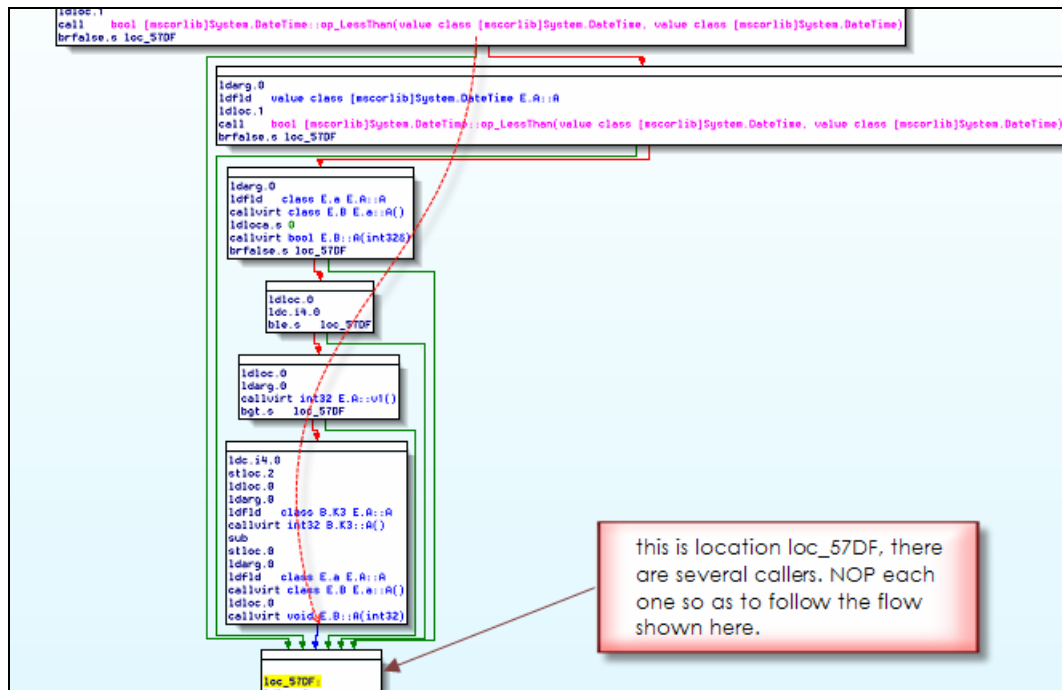 ldloc.1
call bool [mscorlib]System.DateTime::op_LessThan(value class [mscorlib]System.DateTime, value class [mscorlib]System.DateTime)
brfalse.s loc_57DF
ldarg.0
ldfld value class [mscorlib]System.DateTime E.A::A
ldloc.1
call bool [mscorlib]System.DateTime::op_LessThan(value class [mscorlib]System.DateTime, value class [mscorlib]System.DateTime)
brfalse.s loc_57DF
ldarg.0
ldfld class E.a E.A::A
callvirt class E.B E.a::A()
ldloca.s 0
callvirt bool E.B::A(int32&)
brfalse.s loc_57DF
ldloc.0
ldc.i4.0
ble.s loc_57DF
ldloc.0
ldarg.0
callvirt int32 E.A::v1()
bgt.s loc_57DF
ldc.i4.0
stloc.2
ldloc.0
ldarg.0
ldfld class B.K3 E.A::A
callvirt int32 B.K3::A()
sub
stloc.0
ldarg.0
ldfld class E.a E.A::A
callvirt class E.B E.a::A()
ldloc.0
callvirt void E.B::A(int32)
this is location loc_57DF, there
are several callers. NOP each
one so as to follow the flow
shown here.
loc_57DF: